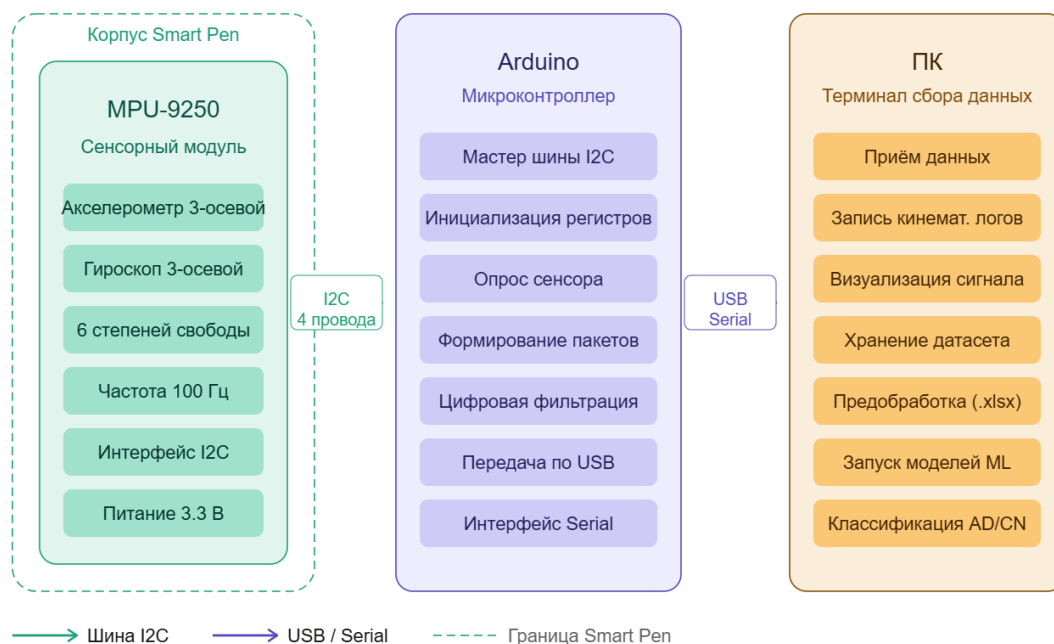 Корпус Smart Pen
MPU-9250
Сенсорный модуль
Акселерометр 3-осевой
Гироскоп 3-осевой
6 степеней свободы
Частота 100 Гц
Интерфейс I2C
Питание 3.3 В
I2C
4 провода
Arduino
Микроконтроллер
Мастер шины I2C
Инициализация регистров
Опрос сенсора
Формирование пакетов
Цифровая фильтрация
Передача по USB
Интерфейс Serial
USB
Serial
ПК
Терминал сбора данных
Приём данных
Запись кинемат. логов
Визуализация сигнала
Хранение датасета
Предобработка (.xlsx)
Запуск моделей ML
Классификация AD/CN
Шина I2C
USB / Serial
Граница Smart Pen